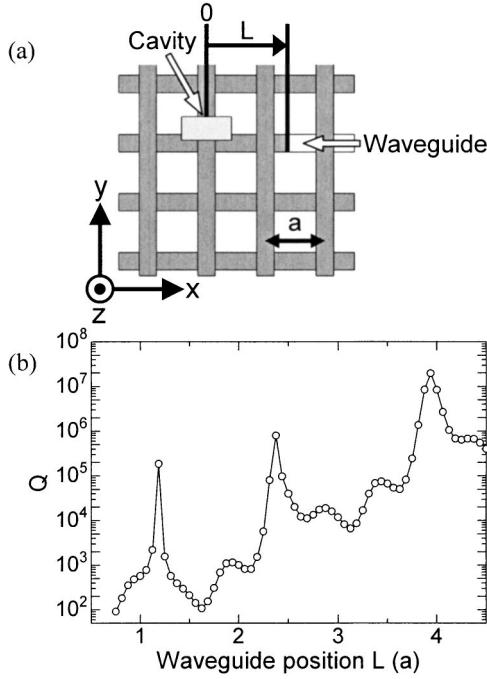 (a)
0
L
Cavity
Waveguide
a
y
x
z
(b)
10^8
10^7
10^6
10^5
10^4
10^3
10^2
Q
1 2 3 4
Waveguide position L (a)